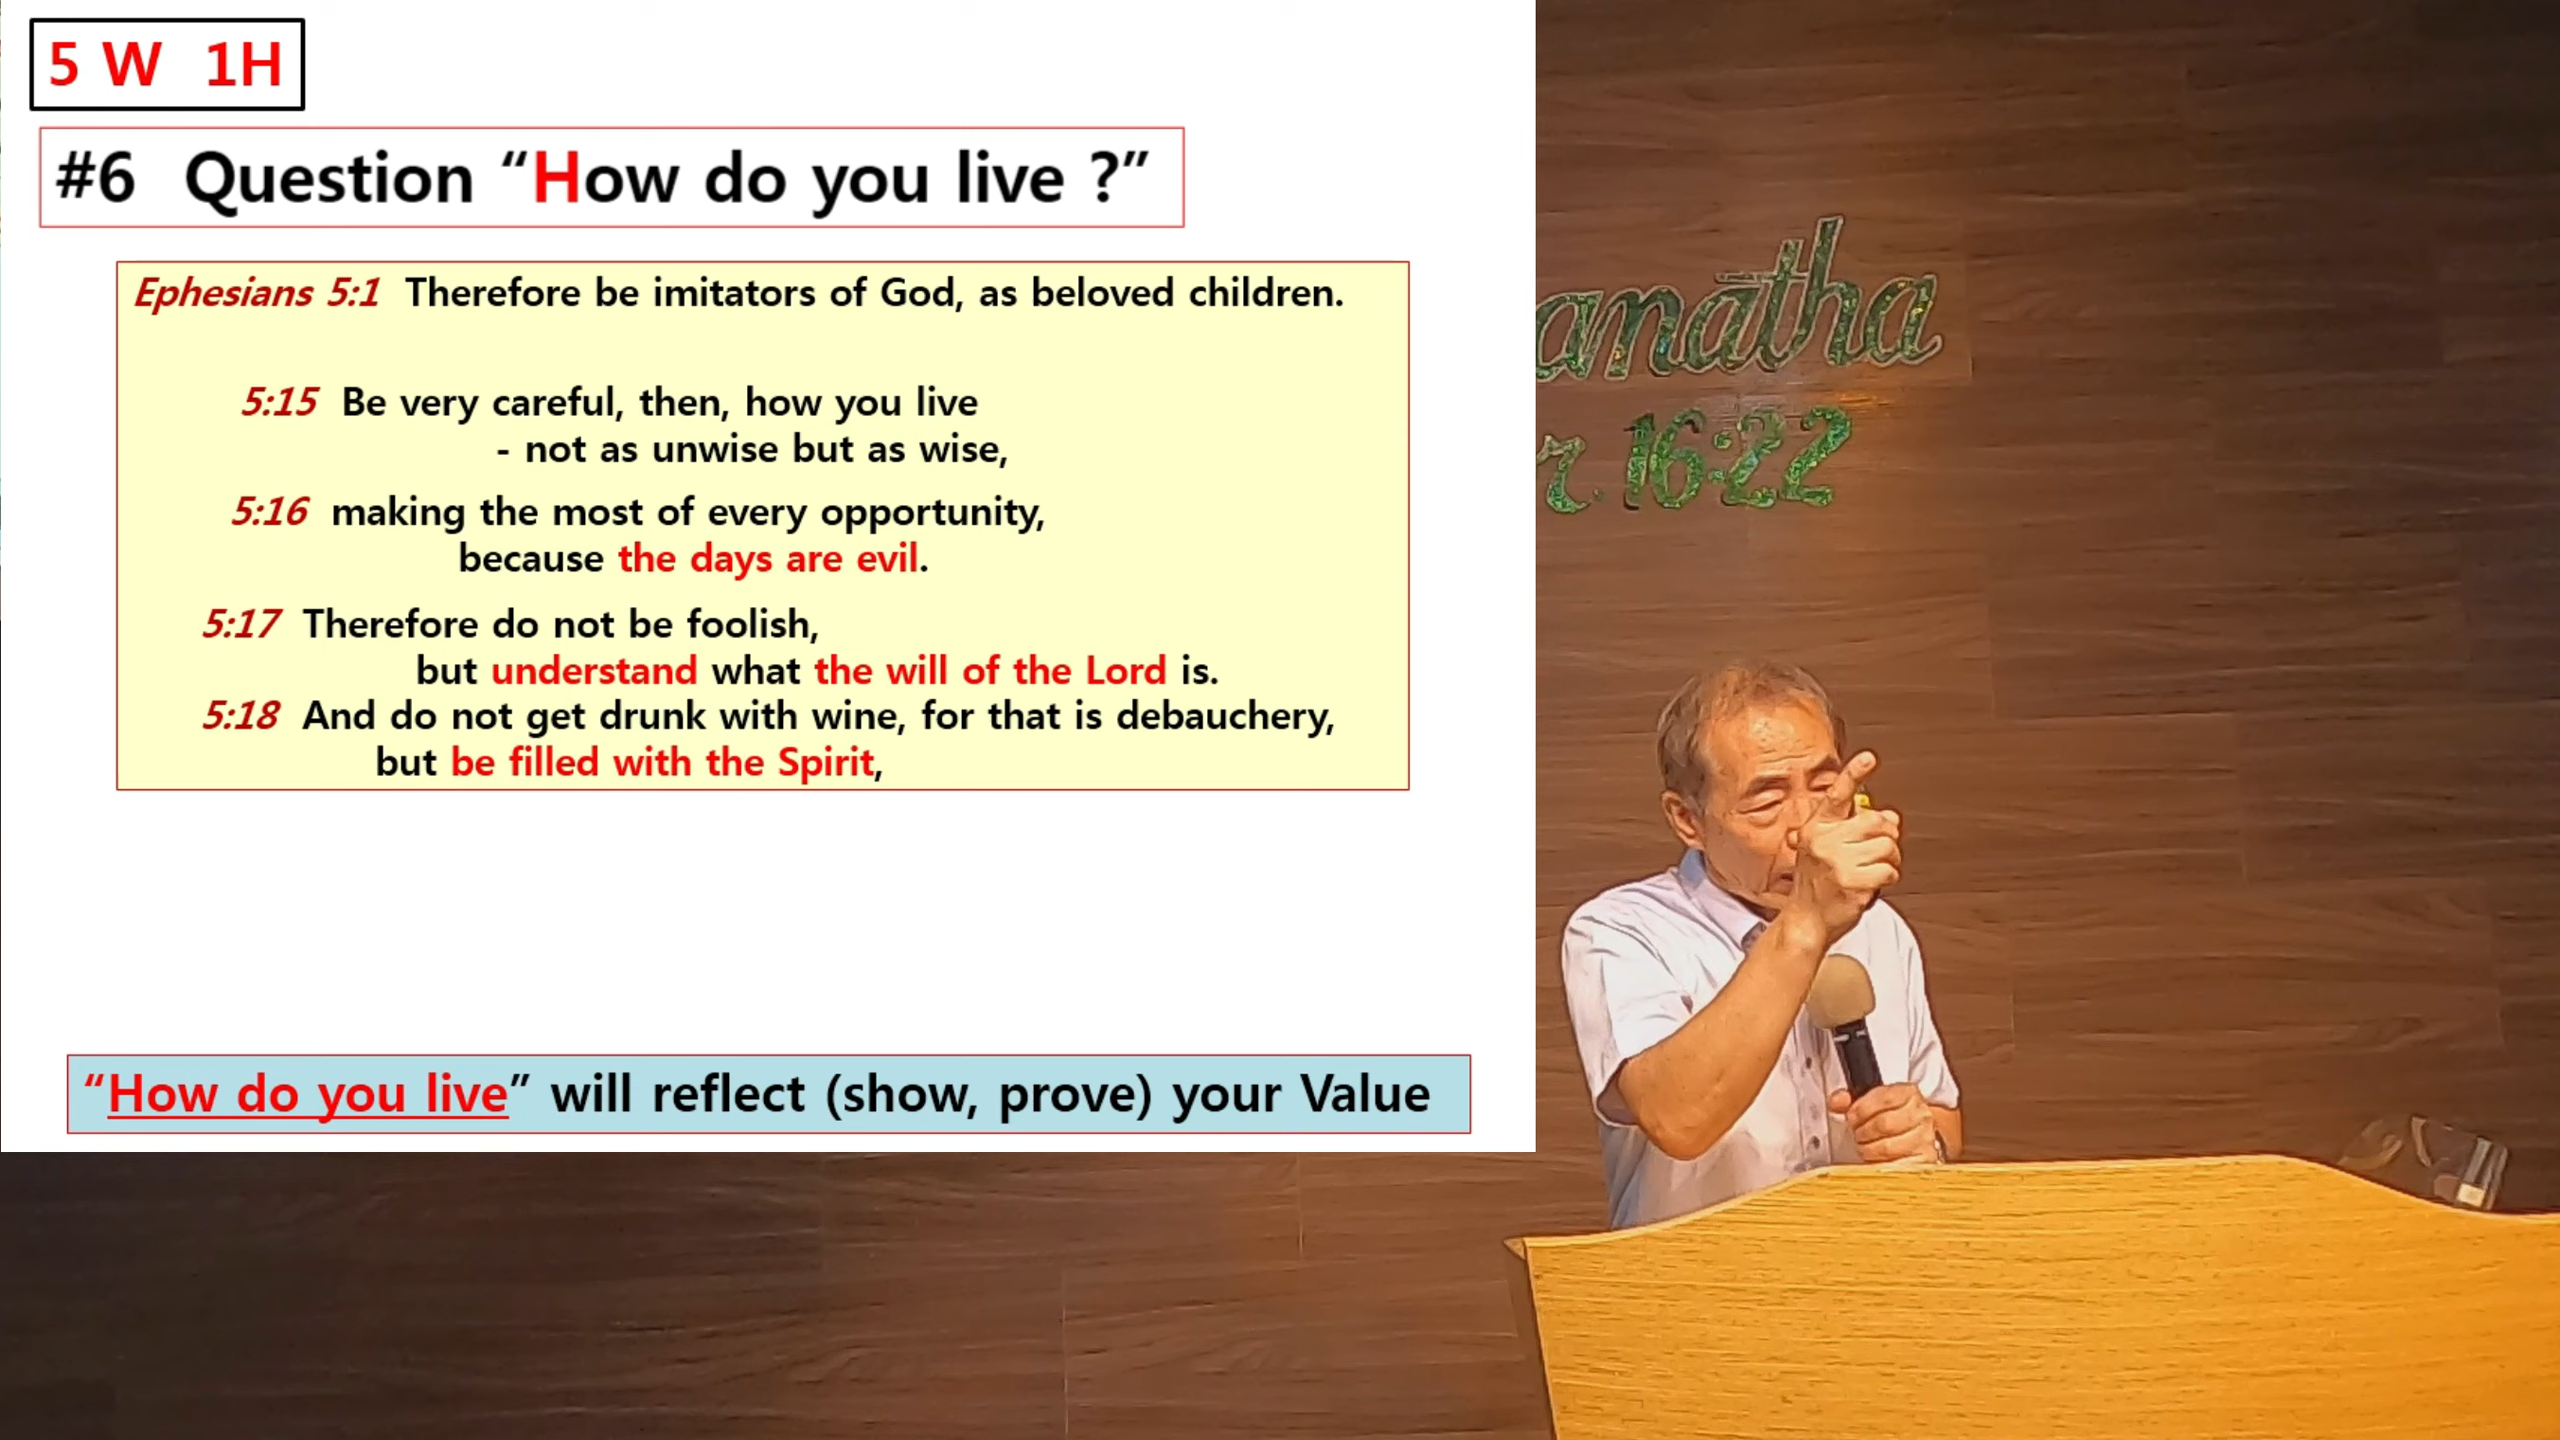 5 W 1H
#6 Question “How do you live ?”
Ephesians 5:1 Therefore be imitators of God, as beloved children.
5:15 Be very careful, then, how you live
- not as unwise but as wise,
5:16 making the most of every opportunity,
because the days are evil.
5:17 Therefore do not be foolish,
but understand what the will of the Lord is.
5:18 And do not get drunk with wine, for that is debauchery,
but be filled with the Spirit,
“How do you live” will reflect (show, prove) your Value
anatha
r. 16:22